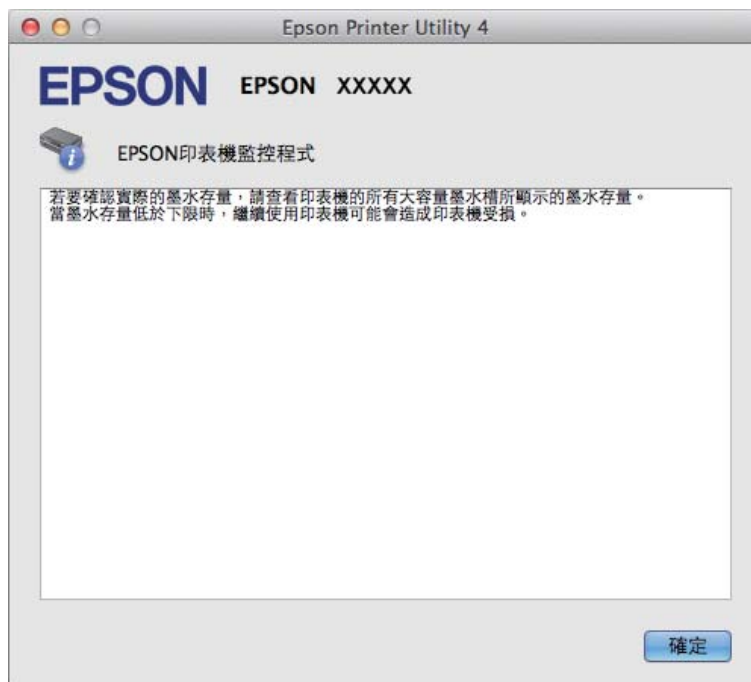 Epson Printer Utility 4
EPSON EPSON XXXXX
EPSON印表機監控程式
若要確認實際的墨水存量，請查看印表機的所有大容量墨水槽所顯示的墨水存量。
當墨水存量低於下限時，繼續使用印表機可能會造成印表機受損。
確定